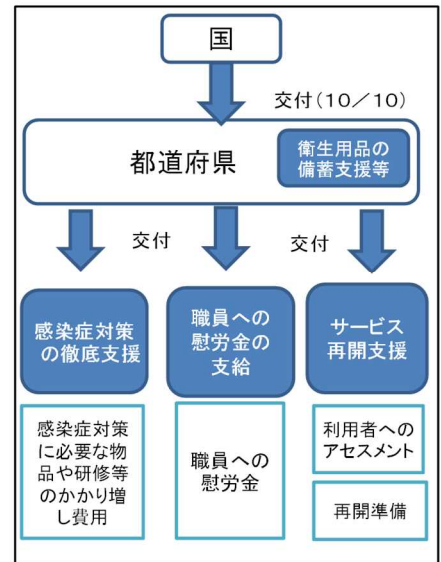 国
交付(10/10)
都道府県
衛生用品の
備蓄支援等
交付
交付
感染症対策
の徹底支援
職員への
慰労金の
支給
サービス
再開支援
感染症対策
に必要な物
品や研修等
のかかり増
し費用
職員への
慰労金
利用者への
アセスメント
再開準備